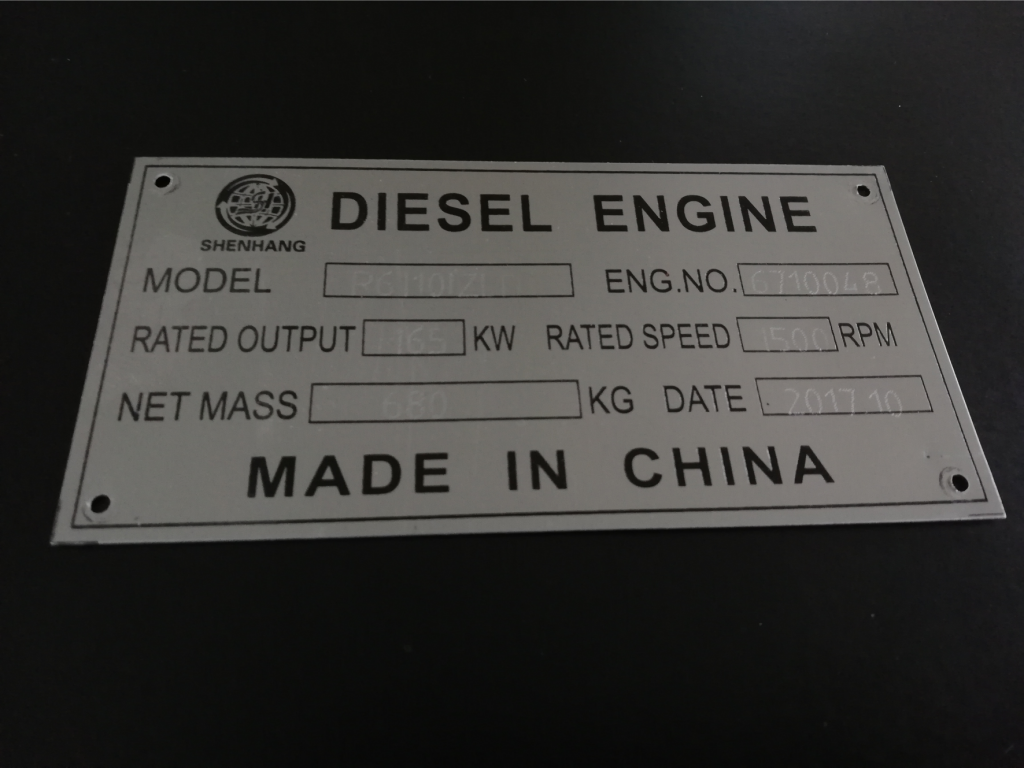 DIESEL ENGINE
SHENHANG
MODEL ENG.NO. 6710048
RATED OUTPUT 165 KW RATED SPEED 1500 RPM
NET MASS 680 KG DATE 2017.10
MADE IN CHINA